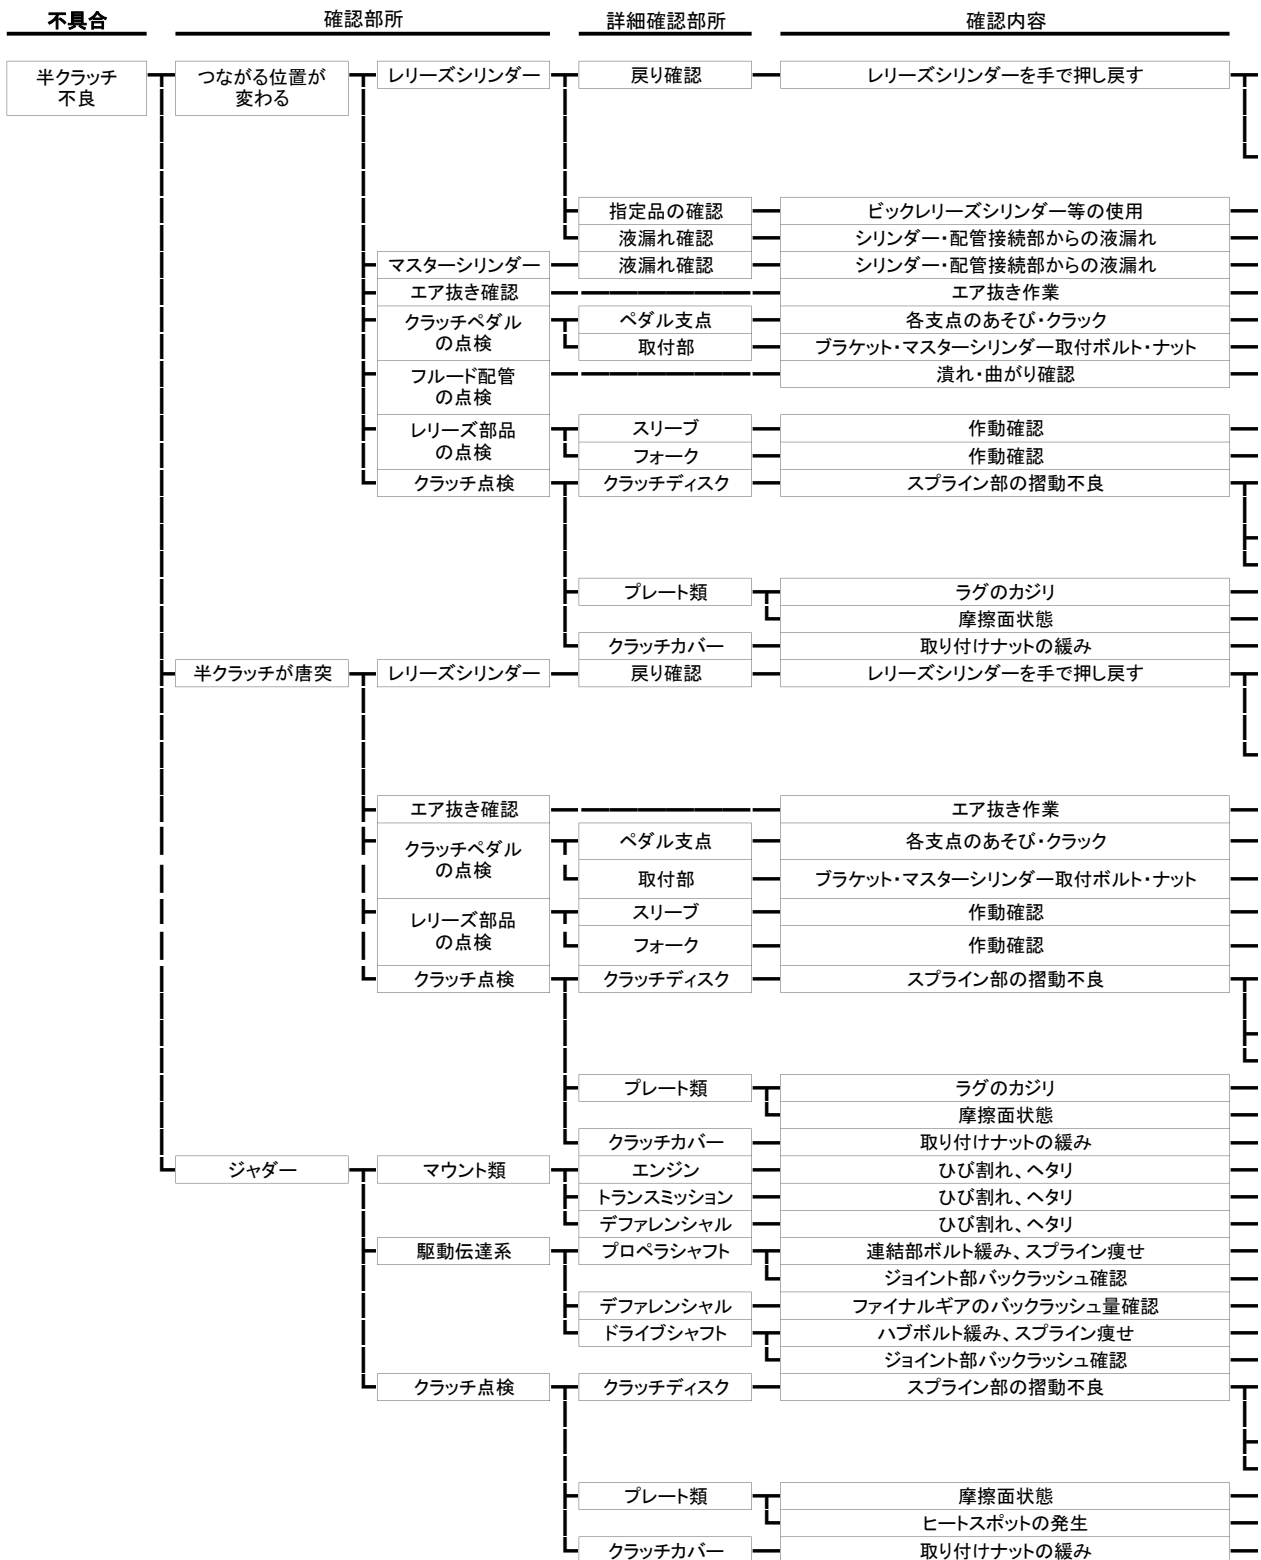 不具合 確認部所 詳細確認部所 確認内容
半クラッチ
不良
つながる位置が
変わる
レリーズシリンダー 戻り確認 レリーズシリンダーを手で押し戻す
指定品の確認 ビックレリーズシリンダー等の使用
液漏れ確認 シリンダー・配管接続部からの液漏れ
マスターシリンダー 液漏れ確認 シリンダー・配管接続部からの液漏れ
エア抜き確認 エア抜き作業
クラッチペダル
の点検
ペダル支点 各支点のあそび・クラック
取付部 ブラケット・マスターシリンダー取付ボルト・ナット
フルード配管
の点検
潰れ・曲がり確認
レリーズ部品
の点検
スリーブ 作動確認
フォーク 作動確認
クラッチ点検 クラッチディスク スプライン部の摺動不良
プレート類 ラグのカジリ
摩擦面状態
クラッチカバー 取り付けナットの緩み
半クラッチが唐突 レリーズシリンダー 戻り確認 レリーズシリンダーを手で押し戻す
エア抜き確認 エア抜き作業
クラッチペダル
の点検
ペダル支点 各支点のあそび・クラック
取付部 ブラケット・マスターシリンダー取付ボルト・ナット
レリーズ部品
の点検
スリーブ 作動確認
フォーク 作動確認
クラッチ点検 クラッチディスク スプライン部の摺動不良
プレート類 ラグのカジリ
摩擦面状態
クラッチカバー 取り付けナットの緩み
ジャダー マウント類 エンジン ひび割れ、ヘタリ
トランスミッション ひび割れ、ヘタリ
デファレンシャル ひび割れ、ヘタリ
駆動伝達系 プロペラシャフト 連結部ボルト緩み、スプライン痩せ
ジョイント部バックラッシュ確認
デファレンシャル ファイナルギアのバックラッシュ量確認
ドライブシャフト ハブボルト緩み、スプライン痩せ
ジョイント部バックラッシュ確認
クラッチ点検 クラッチディスク スプライン部の摺動不良
プレート類 摩擦面状態
ヒートスポットの発生
クラッチカバー 取り付けナットの緩み